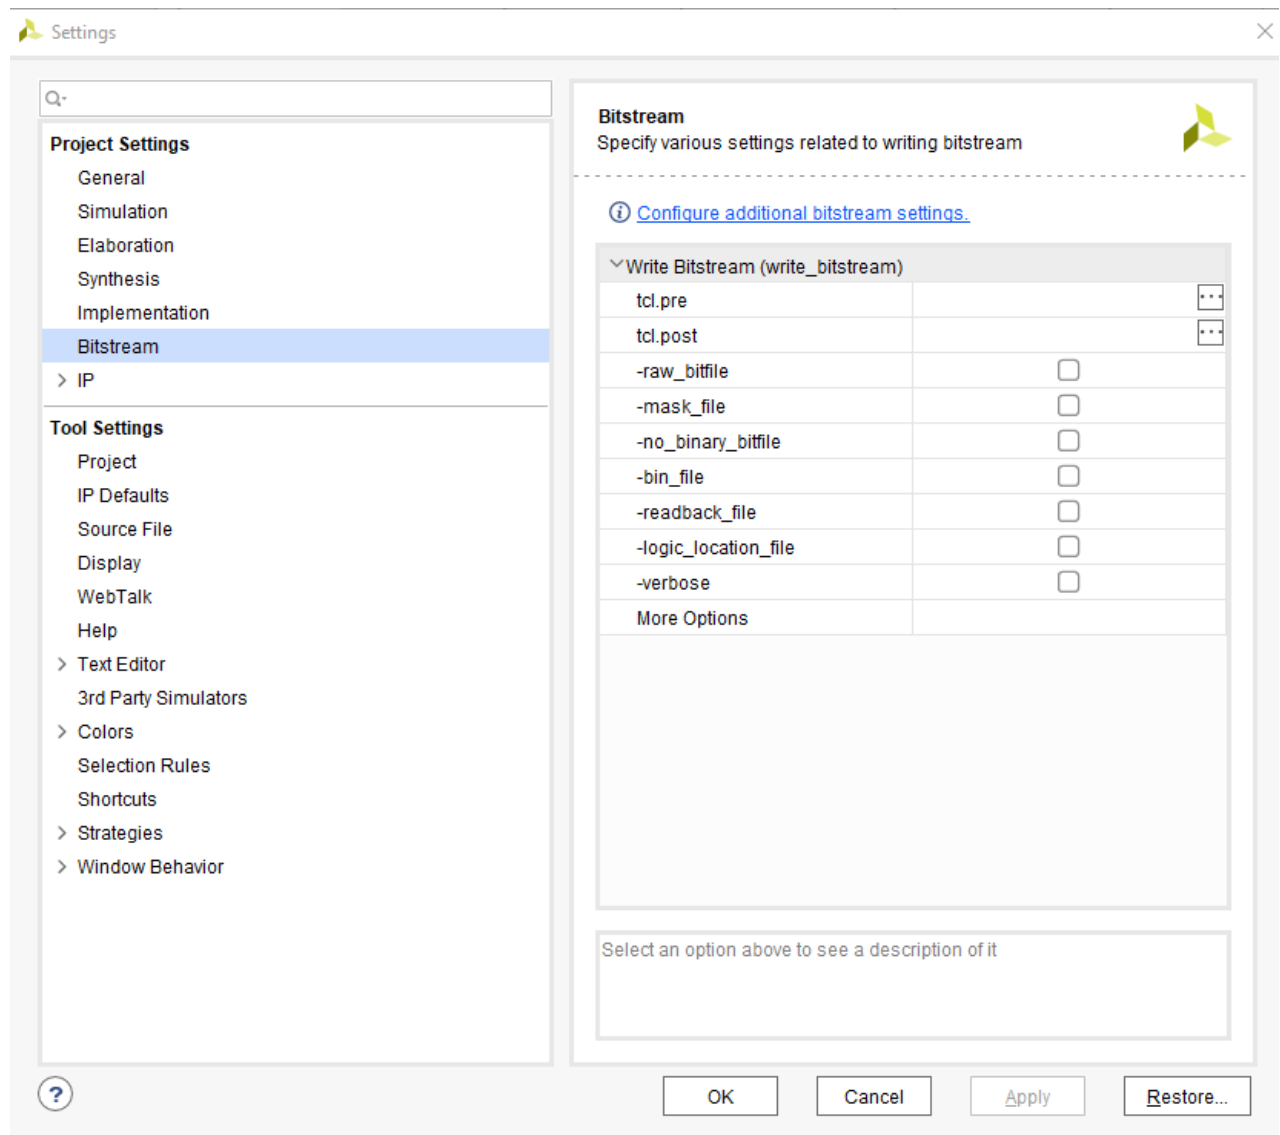 Settings
Project Settings
General
Simulation
Elaboration
Synthesis
Implementation
Bitstream
IP
Tool Settings
Project
IP Defaults
Source File
Display
WebTalk
Help
Text Editor
3rd Party Simulators
Colors
Selection Rules
Shortcuts
Strategies
Window Behavior
Bitstream
Specify various settings related to writing bitstream
Configure additional bitstream settings.
Write Bitstream (write_bitstream)
tcl.pre
tcl.post
-raw_bitfile
-mask_file
-no_binary_bitfile
-bin_file
-readback_file
-logic_location_file
-verbose
More Options
Select an option above to see a description of it
?
OK
Cancel
Apply
Restore...